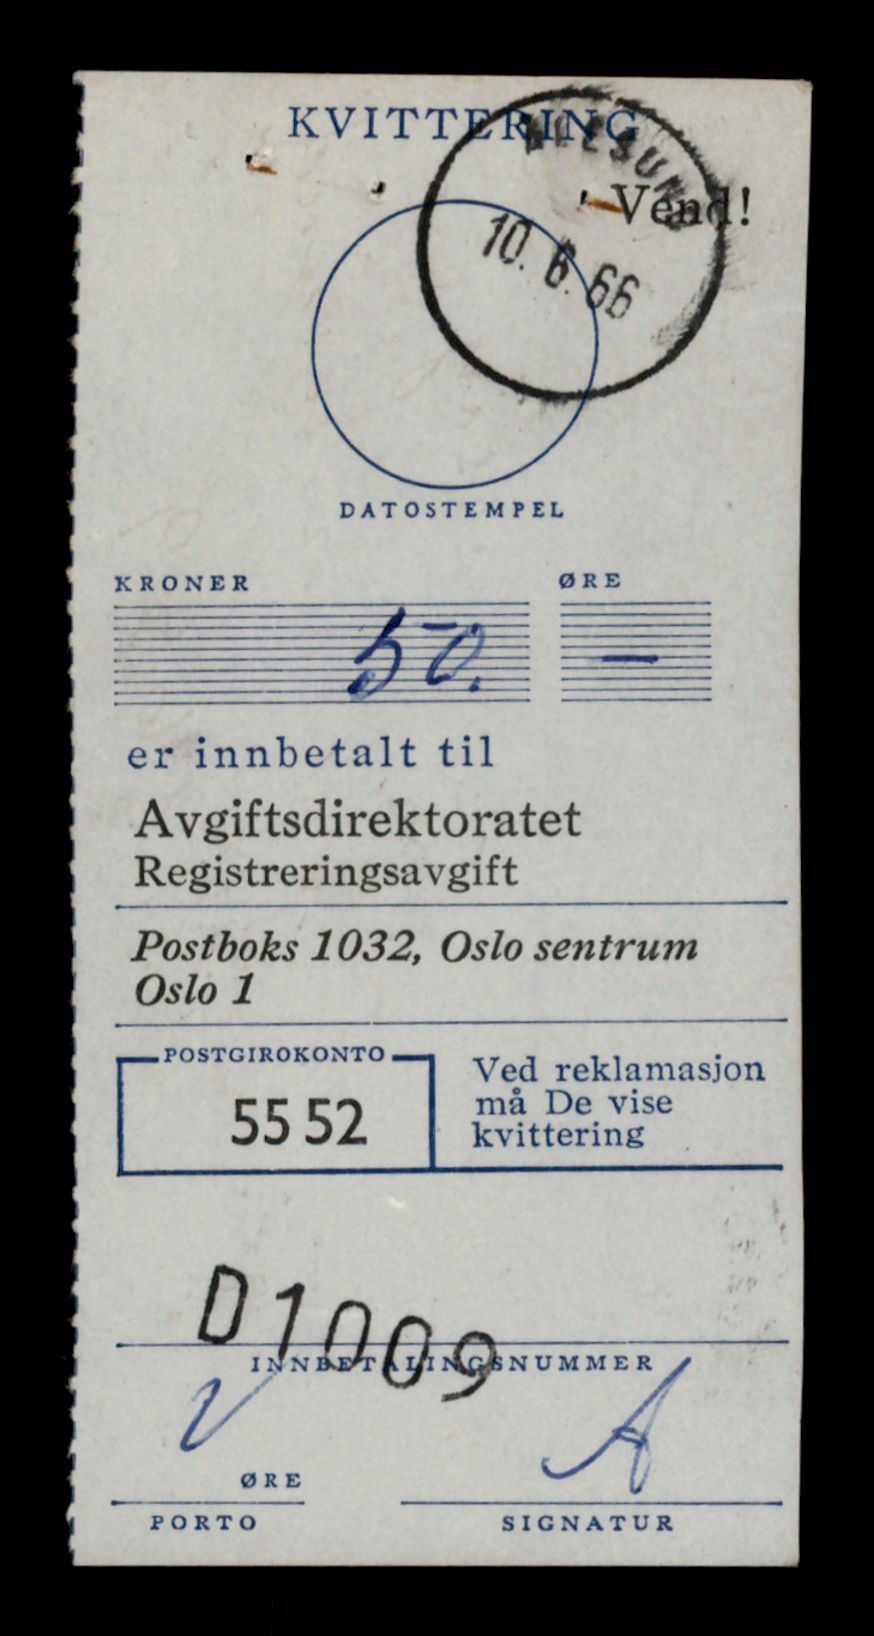 KVITTERING
Vend!
10. 6. 66
DATOSTEMPEL
KRONER ØRE
50. —
er innbetalt til
Avgiftsdirektoratet
Registreringsavgift
Postboks 1032, Oslo sentrum
Oslo 1
POSTGIROKONTO
55 52
Ved reklamasjon
må De vise
kvittering
D1009
INNBETALINGSNUMMER
ØRE
PORTO
SIGNATUR